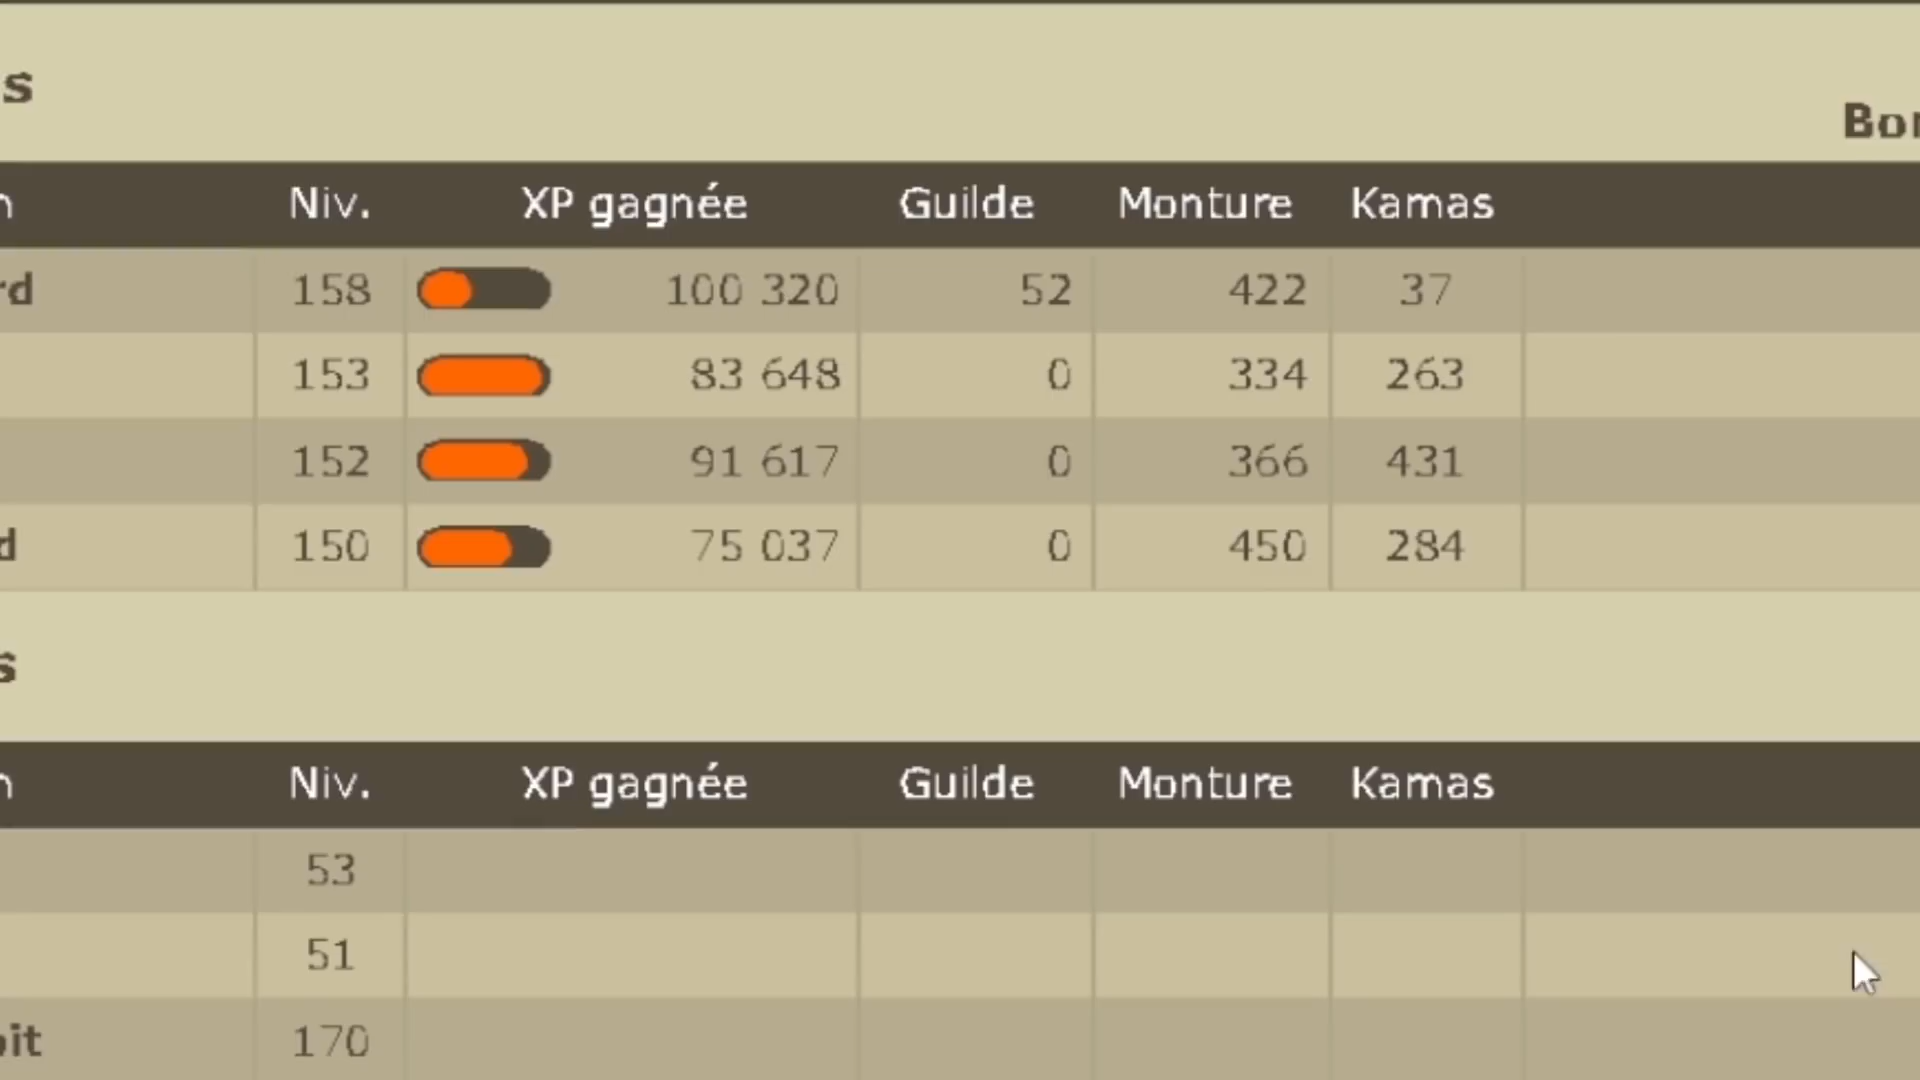 s
Bon
n Niv. XP gagnée Guilde Monture Kamas
rd 158 100 320 52 422 37
153 83 648 0 334 263
152 91 617 0 366 431
d 150 75 037 0 450 284
s
n Niv. XP gagnée Guilde Monture Kamas
53
51
oit 170